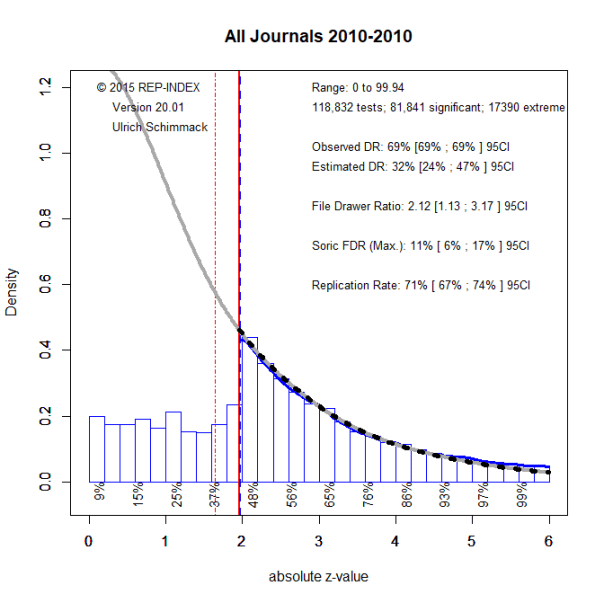 All Journals 2010-2010
© 2015 REP-INDEX
Version 20.01
Ulrich Schimmack
Range: 0 to 99.94
118,832 tests; 81,841 significant; 17390 extreme
Observed DR: 69% [69% ; 69% ] 95CI
Estimated DR: 32% [24% ; 47% ] 95CI
File Drawer Ratio: 2.12 [1.13 ; 3.17 ] 95CI
Soric FDR (Max.): 11% [ 6% ; 17% ] 95CI
Replication Rate: 71% [ 67% ; 74% ] 95CI
Density
0.0 0.2 0.4 0.6 0.8 1.0 1.2
9% 15% 25% 37% 48% 56% 65% 76% 86% 93% 97% 99%
0 1 2 3 4 5 6
absolute z-value